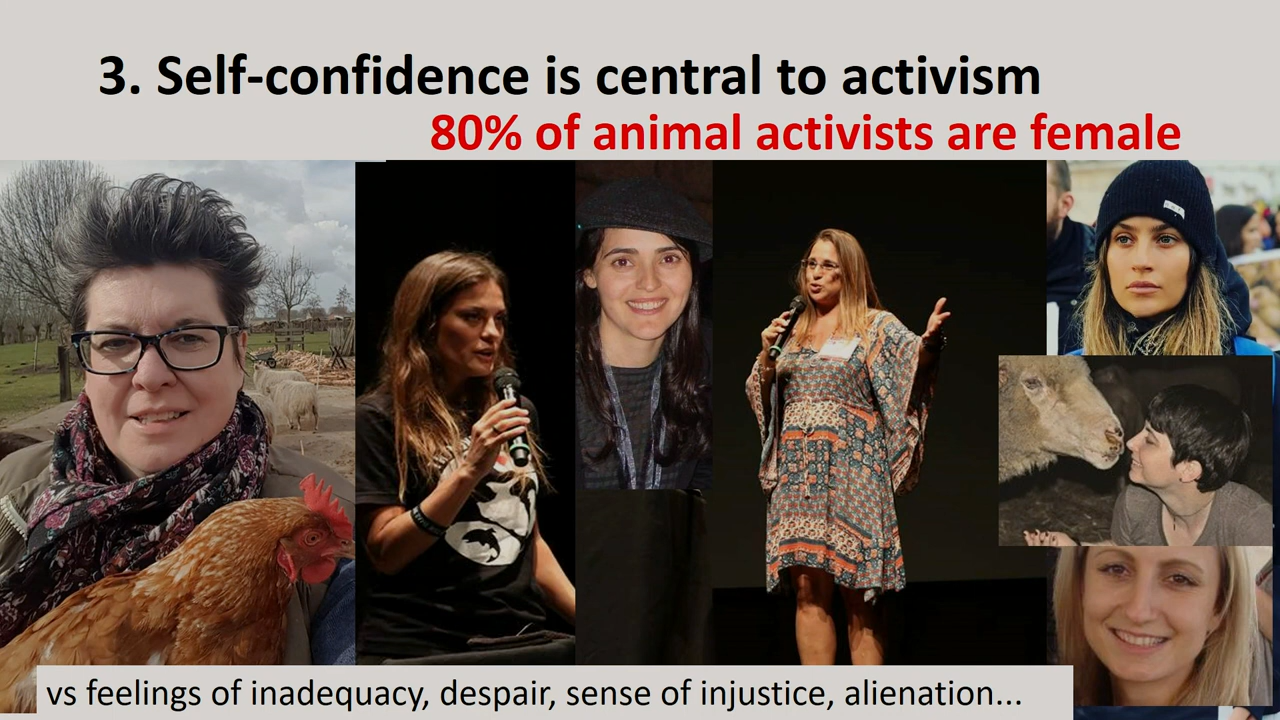 3. Self-confidence is central to activism
80% of animal activists are female
vs feelings of inadequacy, despair, sense of injustice, alienation...